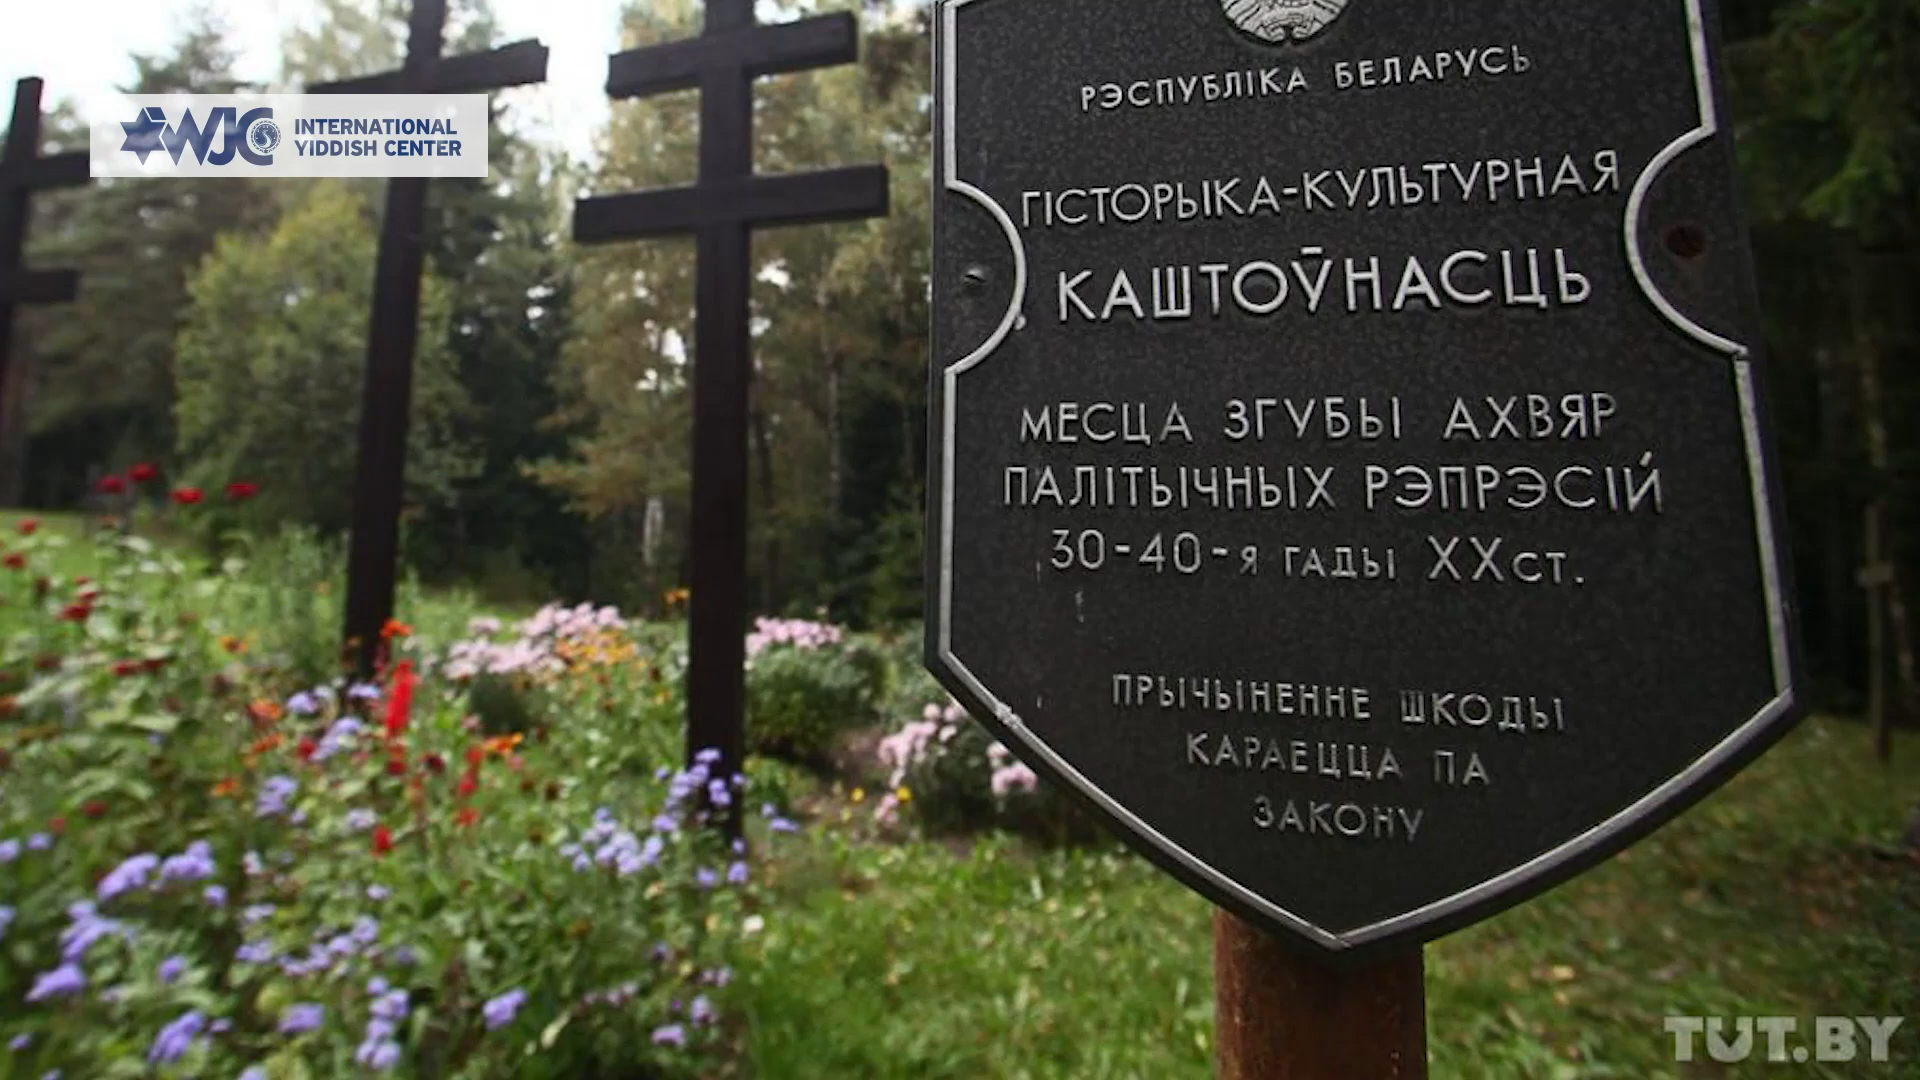 WJC
INTERNATIONAL
YIDDISH CENTER
РЭСПУБЛІКА БЕЛАРУСЬ
ГІСТОРЫКА-КУЛЬТУРНАЯ
КАШТОЎНАСЦЬ
МЕСЦА ЗГУБЫ АХВЯР
ПАЛІТЫЧНЫХ РЭПРЭСІЙ
30-40-я ГАДЫ XXСТ.
ПРЫЧЫНЕННЕ ШКОДЫ
КАРАЕЦЦА ПА
ЗАКОНУ
TUT.BY